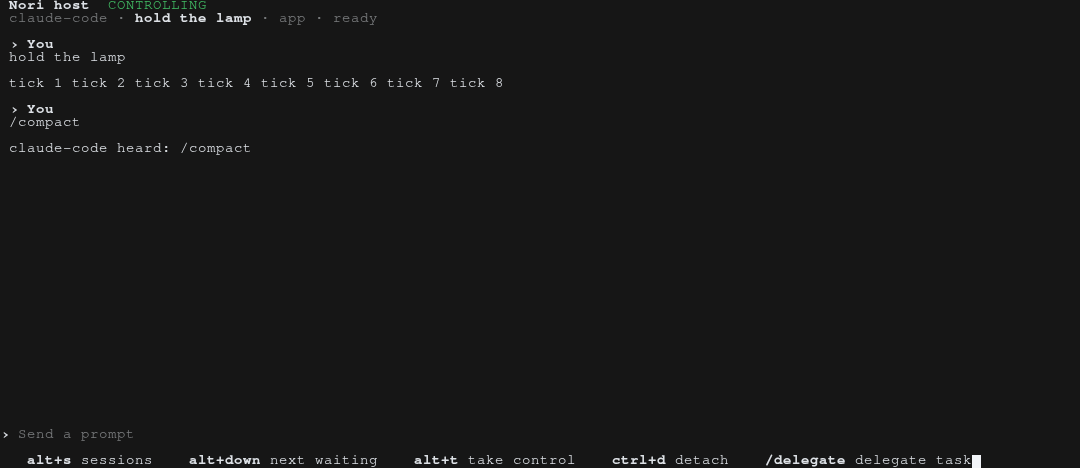 Nori host CONTROLLING
claude-code · hold the lamp · app · ready
› You
hold the lamp
tick 1 tick 2 tick 3 tick 4 tick 5 tick 6 tick 7 tick 8
› You
/compact
claude-code heard: /compact
› Send a prompt
alt+s sessions alt+down next waiting alt+t take control ctrl+d detach /delegate delegate task